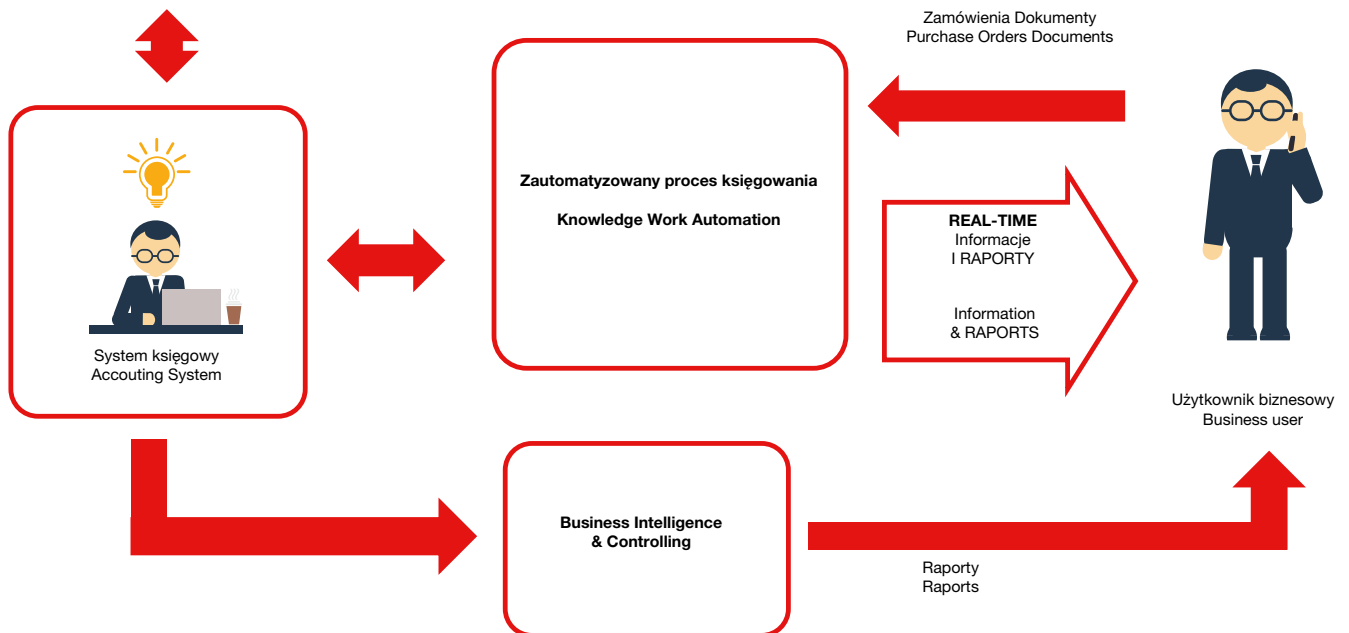 Zamówienia Dokumenty
Purchase Orders Documents
Zautomatyzowany proces księgowania
Knowledge Work Automation
REAL-TIME
Informacje
I RAPORTY
Information
& RAPORTS
System księgowy
Accouting System
Użytkownik biznesowy
Business user
Business Intelligence
& Controlling
Raporty
Raports